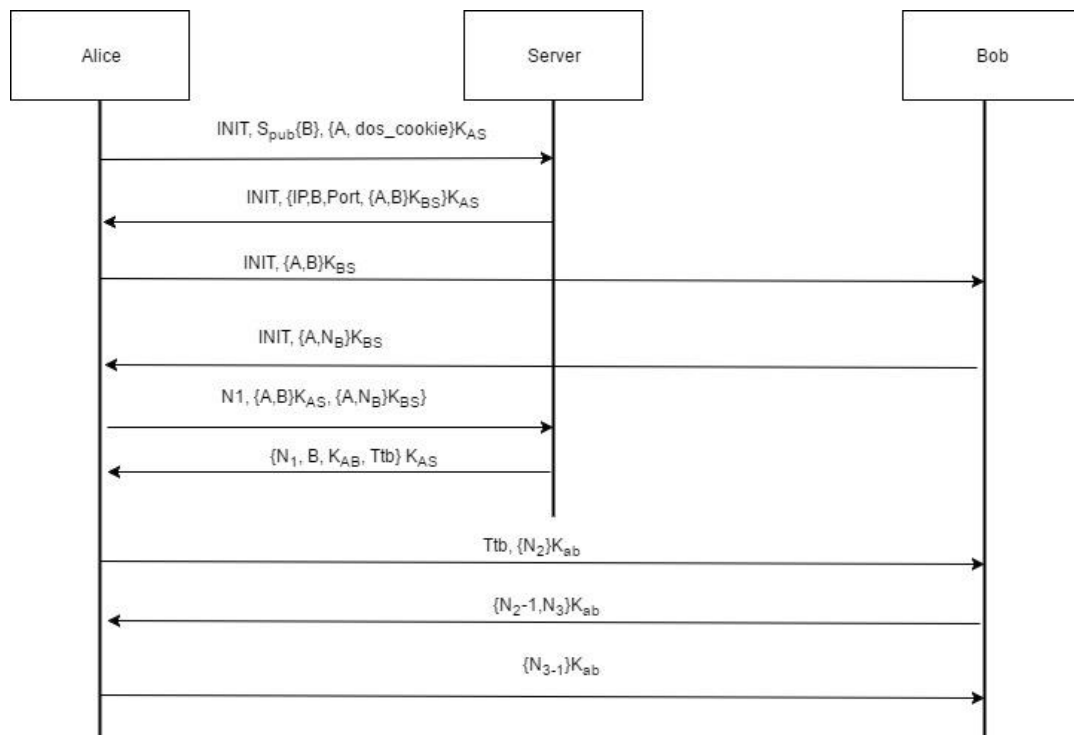 Alice
Server
Bob
INIT, Spub{B}, {A, dos_cookie}KAS
INIT, {IP,B,Port, {A,B}KBS}KAS
INIT, {A,B}KBS
INIT, {A,NB}KBS
N1, {A,B}KAS, {A,NB}KBS}
{N1, B, KAB, Ttb} KAS
Ttb, {N2}Kab
{N2-1,N3}Kab
{N3-1}Kab